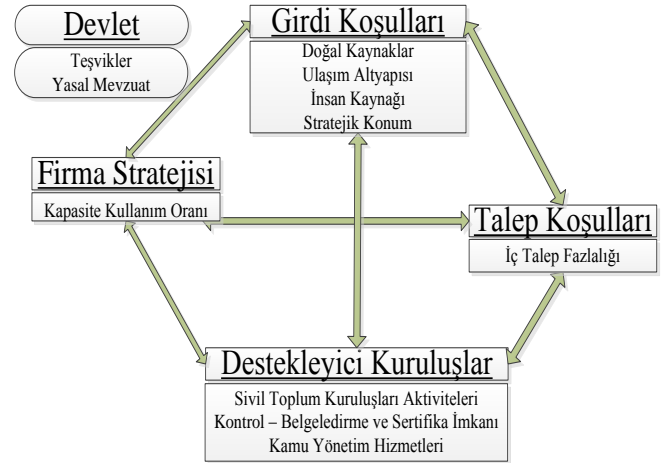 Devlet
Teşvikler
Yasal Mevzuat
Girdi Koşulları
Doğal Kaynaklar
Ulaşım Altyapısı
İnsan Kaynağı
Stratejik Konum
Firma Stratejisi
Kapasite Kullanım Oranı
Talep Koşulları
İç Talep Fazlalığı
Destekleyici Kuruluşlar
Sivil Toplum Kuruluşları Aktiviteleri
Kontrol – Belgeledirme ve Sertifika İmkanı
Kamu Yönetim Hizmetleri